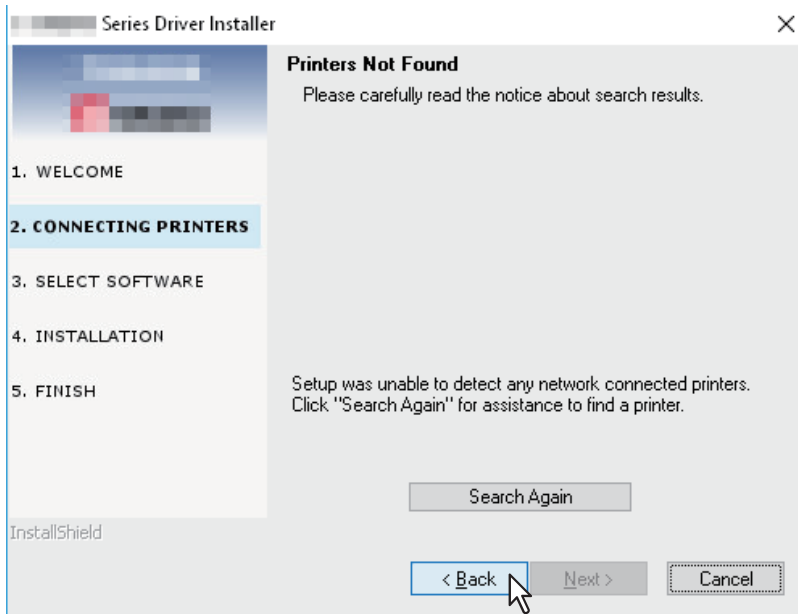 Series Driver Installer
Printers Not Found
Please carefully read the notice about search results.
1. WELCOME
2. CONNECTING PRINTERS
3. SELECT SOFTWARE
4. INSTALLATION
5. FINISH
Setup was unable to detect any network connected printers.
Click "Search Again" for assistance to find a printer.
Search Again
InstallShield
< Back
Next >
Cancel